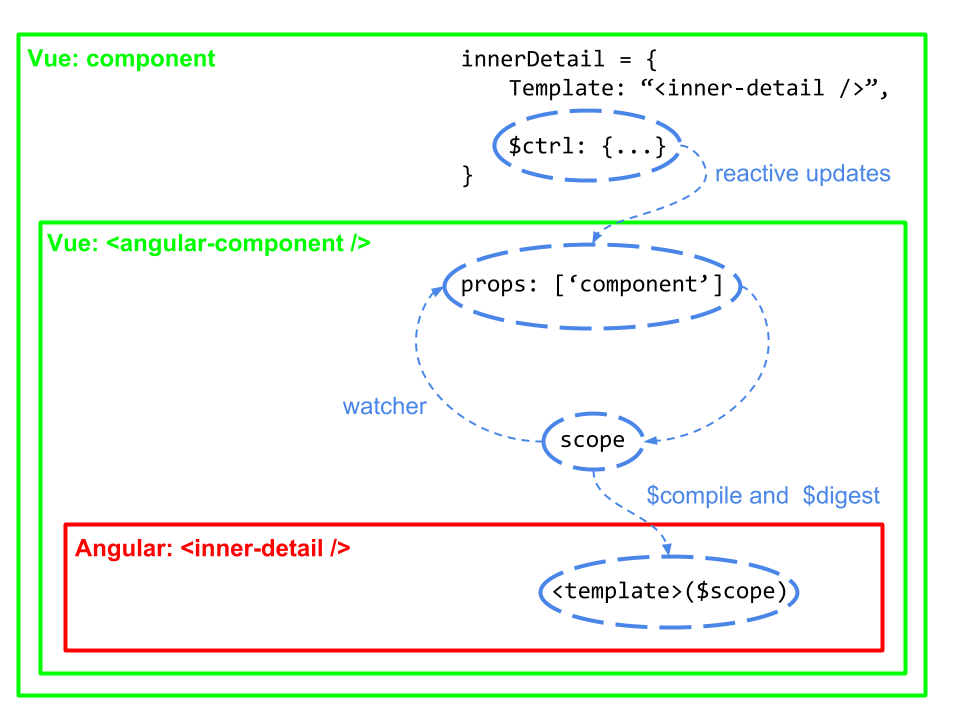 Vue: component
innerDetail = {
Template: “<inner-detail />”,
$ctrl: {...}
}
reactive updates
Vue: <angular-component />
props: [‘component’]
watcher
scope
$compile and $digest
Angular: <inner-detail />
<template>($scope)